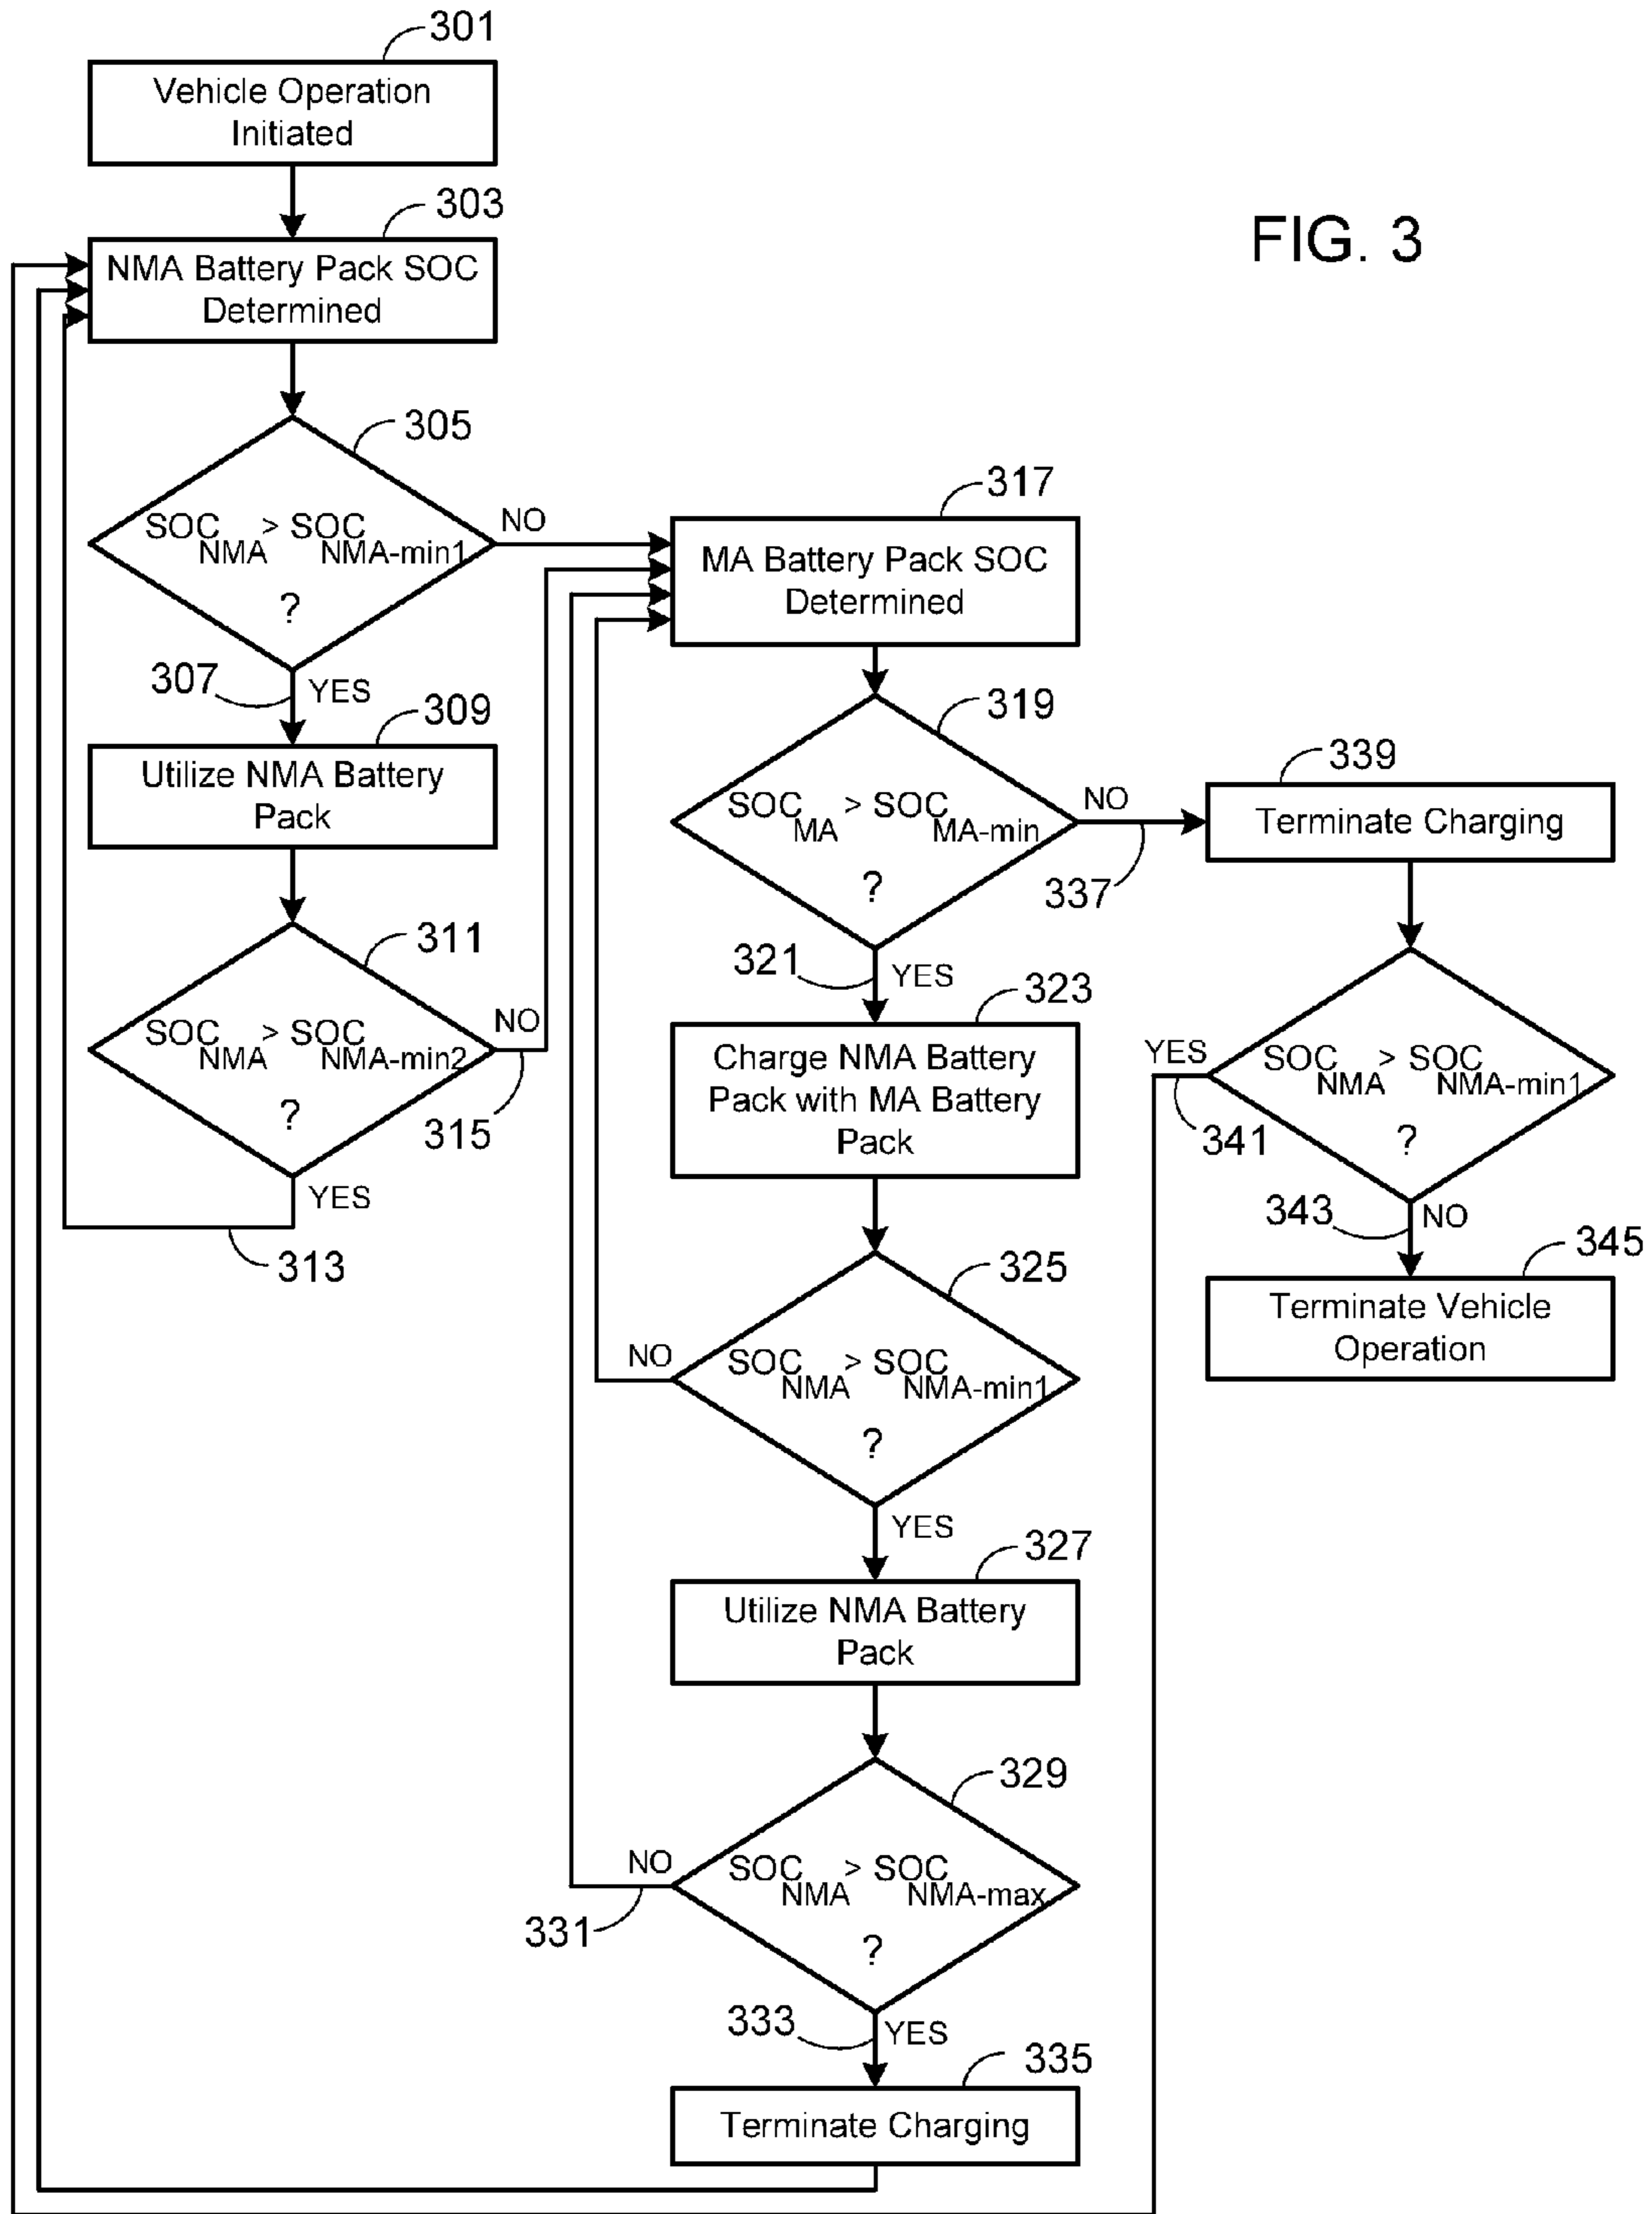 301
Vehicle Operation
Initiated
303
NMA Battery Pack SOC
Determined
FIG. 3
305
SOC NMA > SOC NMA-min1
?
NO
307
YES
309
Utilize NMA Battery
Pack
311
SOC NMA > SOC NMA-min2
?
NO
315
YES
313
317
MA Battery Pack SOC
Determined
319
SOC MA > SOC MA-min
?
NO
337
321
YES
323
Charge NMA Battery
Pack with MA Battery
Pack
325
SOC NMA > SOC NMA-min1
?
NO
YES
327
Utilize NMA Battery
Pack
329
SOC NMA > SOC NMA-max
?
NO
331
333
YES
335
Terminate Charging
339
Terminate Charging
SOC NMA > SOC NMA-min1
?
YES
341
343
NO
345
Terminate Vehicle
Operation